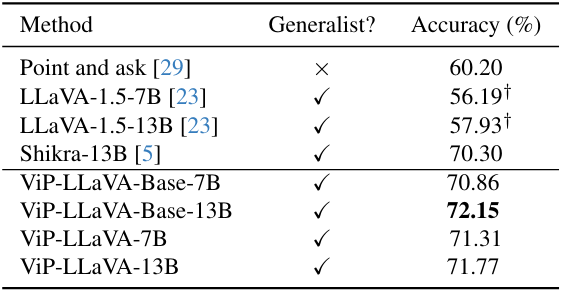 Method Generalist? Accuracy (%)
Point and ask [29] × 60.20
LLaVA-1.5-7B [23] ✓ 56.19†
LLaVA-1.5-13B [23] ✓ 57.93†
Shikra-13B [5] ✓ 70.30
ViP-LLaVA-Base-7B ✓ 70.86
ViP-LLaVA-Base-13B ✓ 72.15
ViP-LLaVA-7B ✓ 71.31
ViP-LLaVA-13B ✓ 71.77